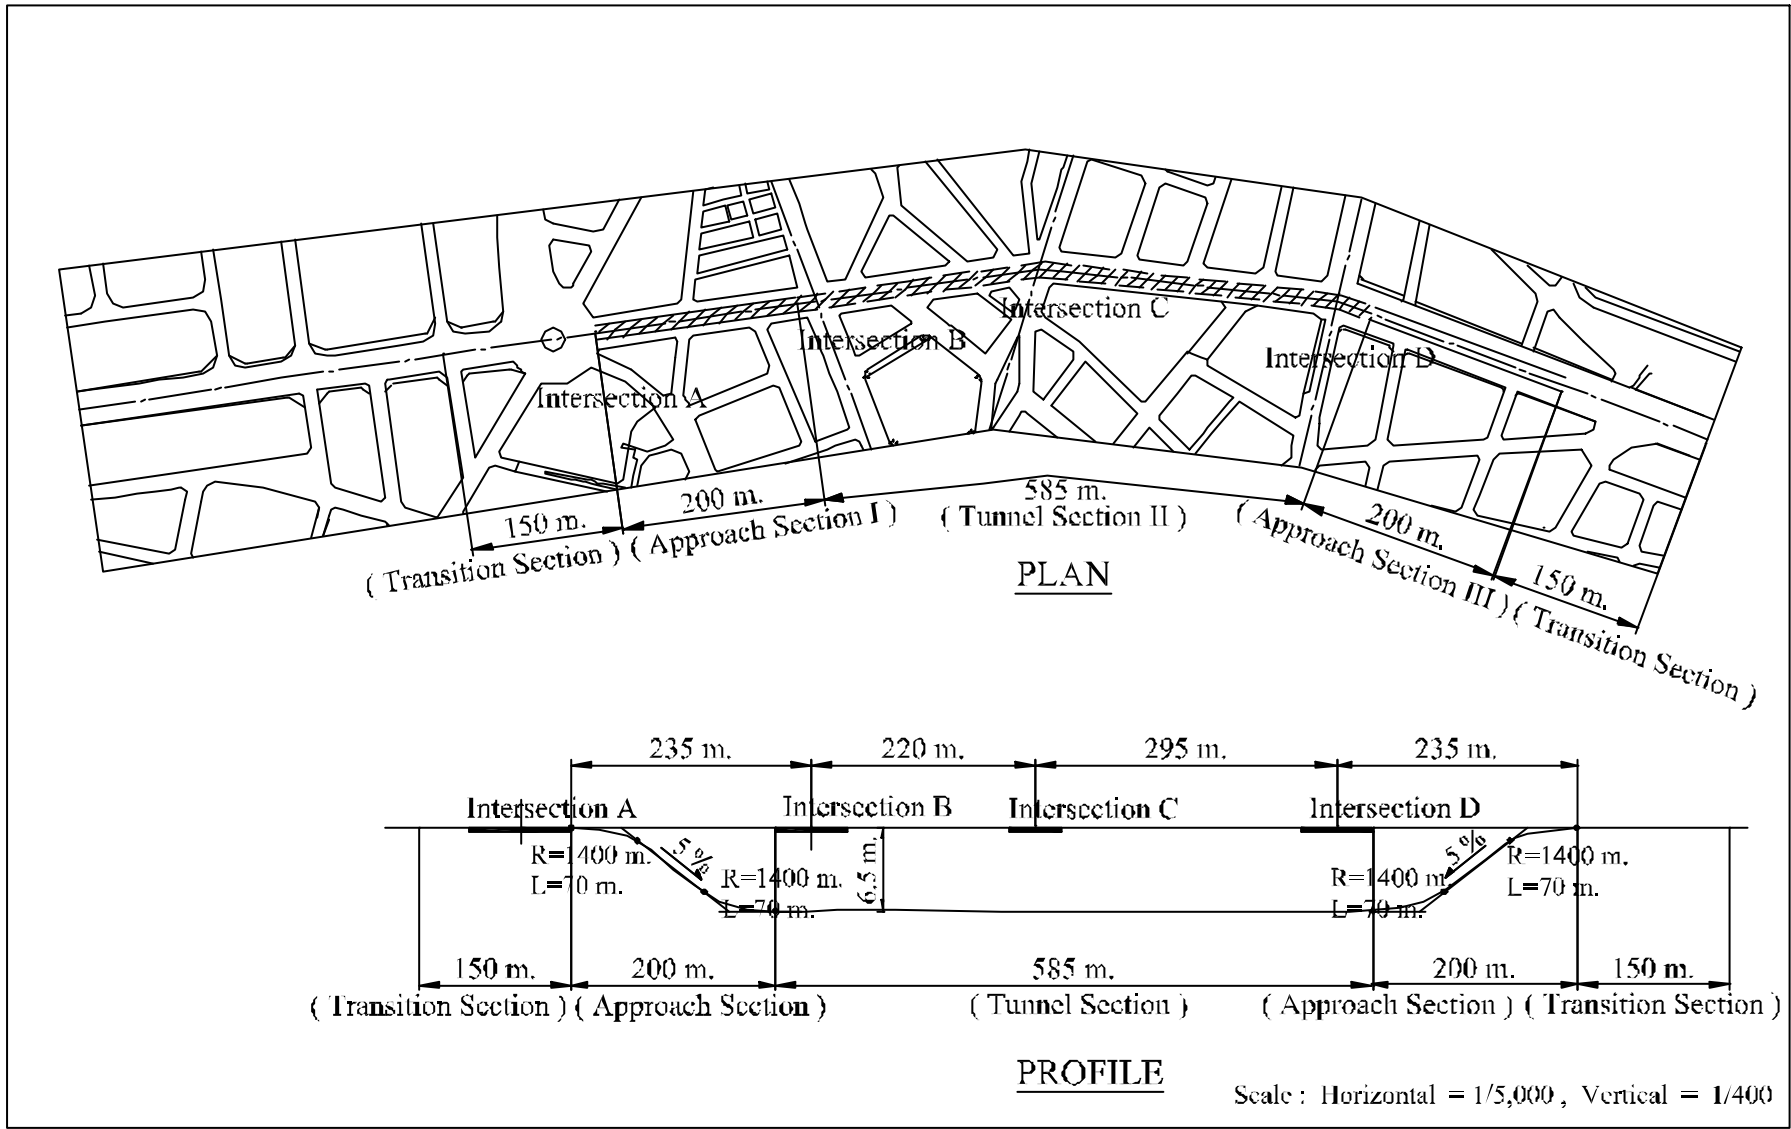 Intersection C
Intersection B
Intersection D
Intersection A
150 m.
200 m.
585 m.
200 m.
150 m.
( Transition Section )
( Approach Section I )
( Tunnel Section II )
( Approach Section III )
( Transition Section )
PLAN
235 m.
220 m.
295 m.
235 m.
Intersection A
Intersection B
Intersection C
Intersection D
5 %
5 %
R=1400 m.
L=70 m.
R=1400 m.
L=70 m.
6.5 m.
R=1400 m
L=70 m.
R=1400 m.
L=70 m.
150 m.
200 m.
585 m.
200 m.
150 m.
( Transition Section )
( Approach Section )
( Tunnel Section )
( Approach Section )
( Transition Section )
PROFILE
Scale : Horizontal = 1/5,000 , Vertical = 1/400